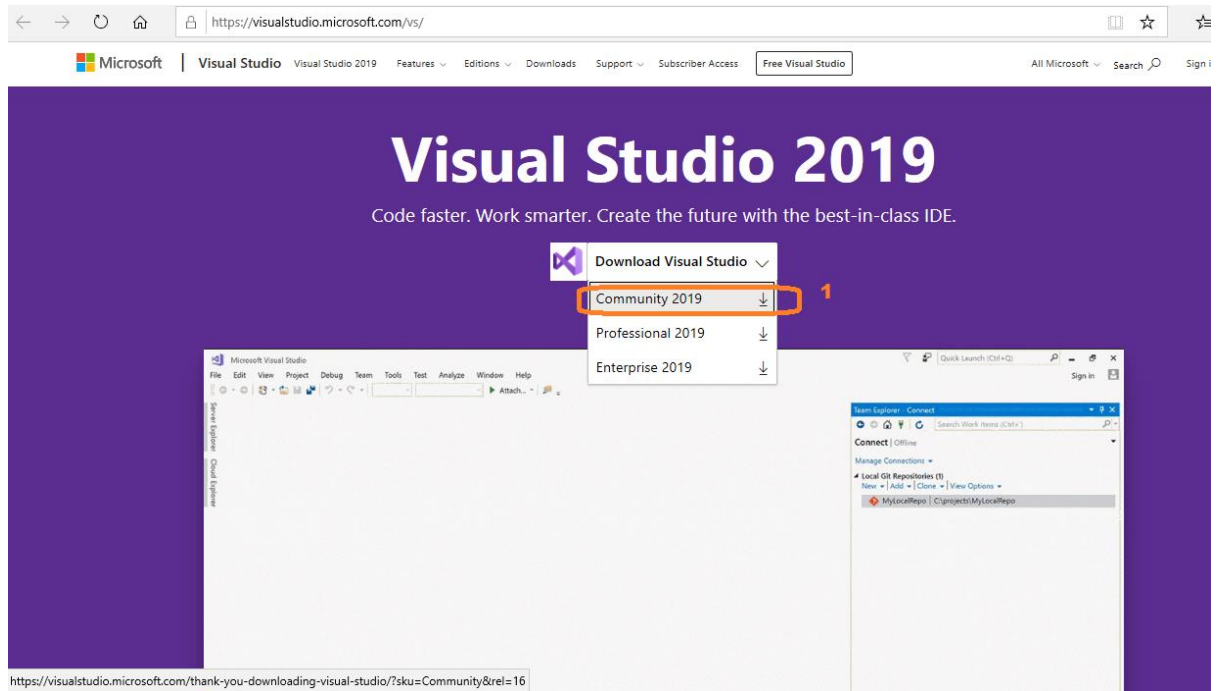 https://visualstudio.microsoft.com/vs/
Microsoft Visual Studio Visual Studio 2019 Features Editions Downloads Support Subscriber Access Free Visual Studio All Microsoft Search Sign i
Visual Studio 2019
Code faster. Work smarter. Create the future with the best-in-class IDE.
Download Visual Studio
Community 2019 1
Professional 2019
Enterprise 2019
Microsoft Visual Studio Quick Launch (Ctrl+Q)
File Edit View Project Debug Team Tools Test Analyze Window Help Sign in
Attach...
Server Explorer
Cloud Explorer
Team Explorer - Connect
Search Work Items (Ctrl+')
Connect | Offline
Manage Connections
Local Git Repositories (1)
New | Add | Clone | View Options
MyLocalRepo | C:\projects\MyLocalRepo
https://visualstudio.microsoft.com/thank-you-downloading-visual-studio/?sku=Community&rel=16